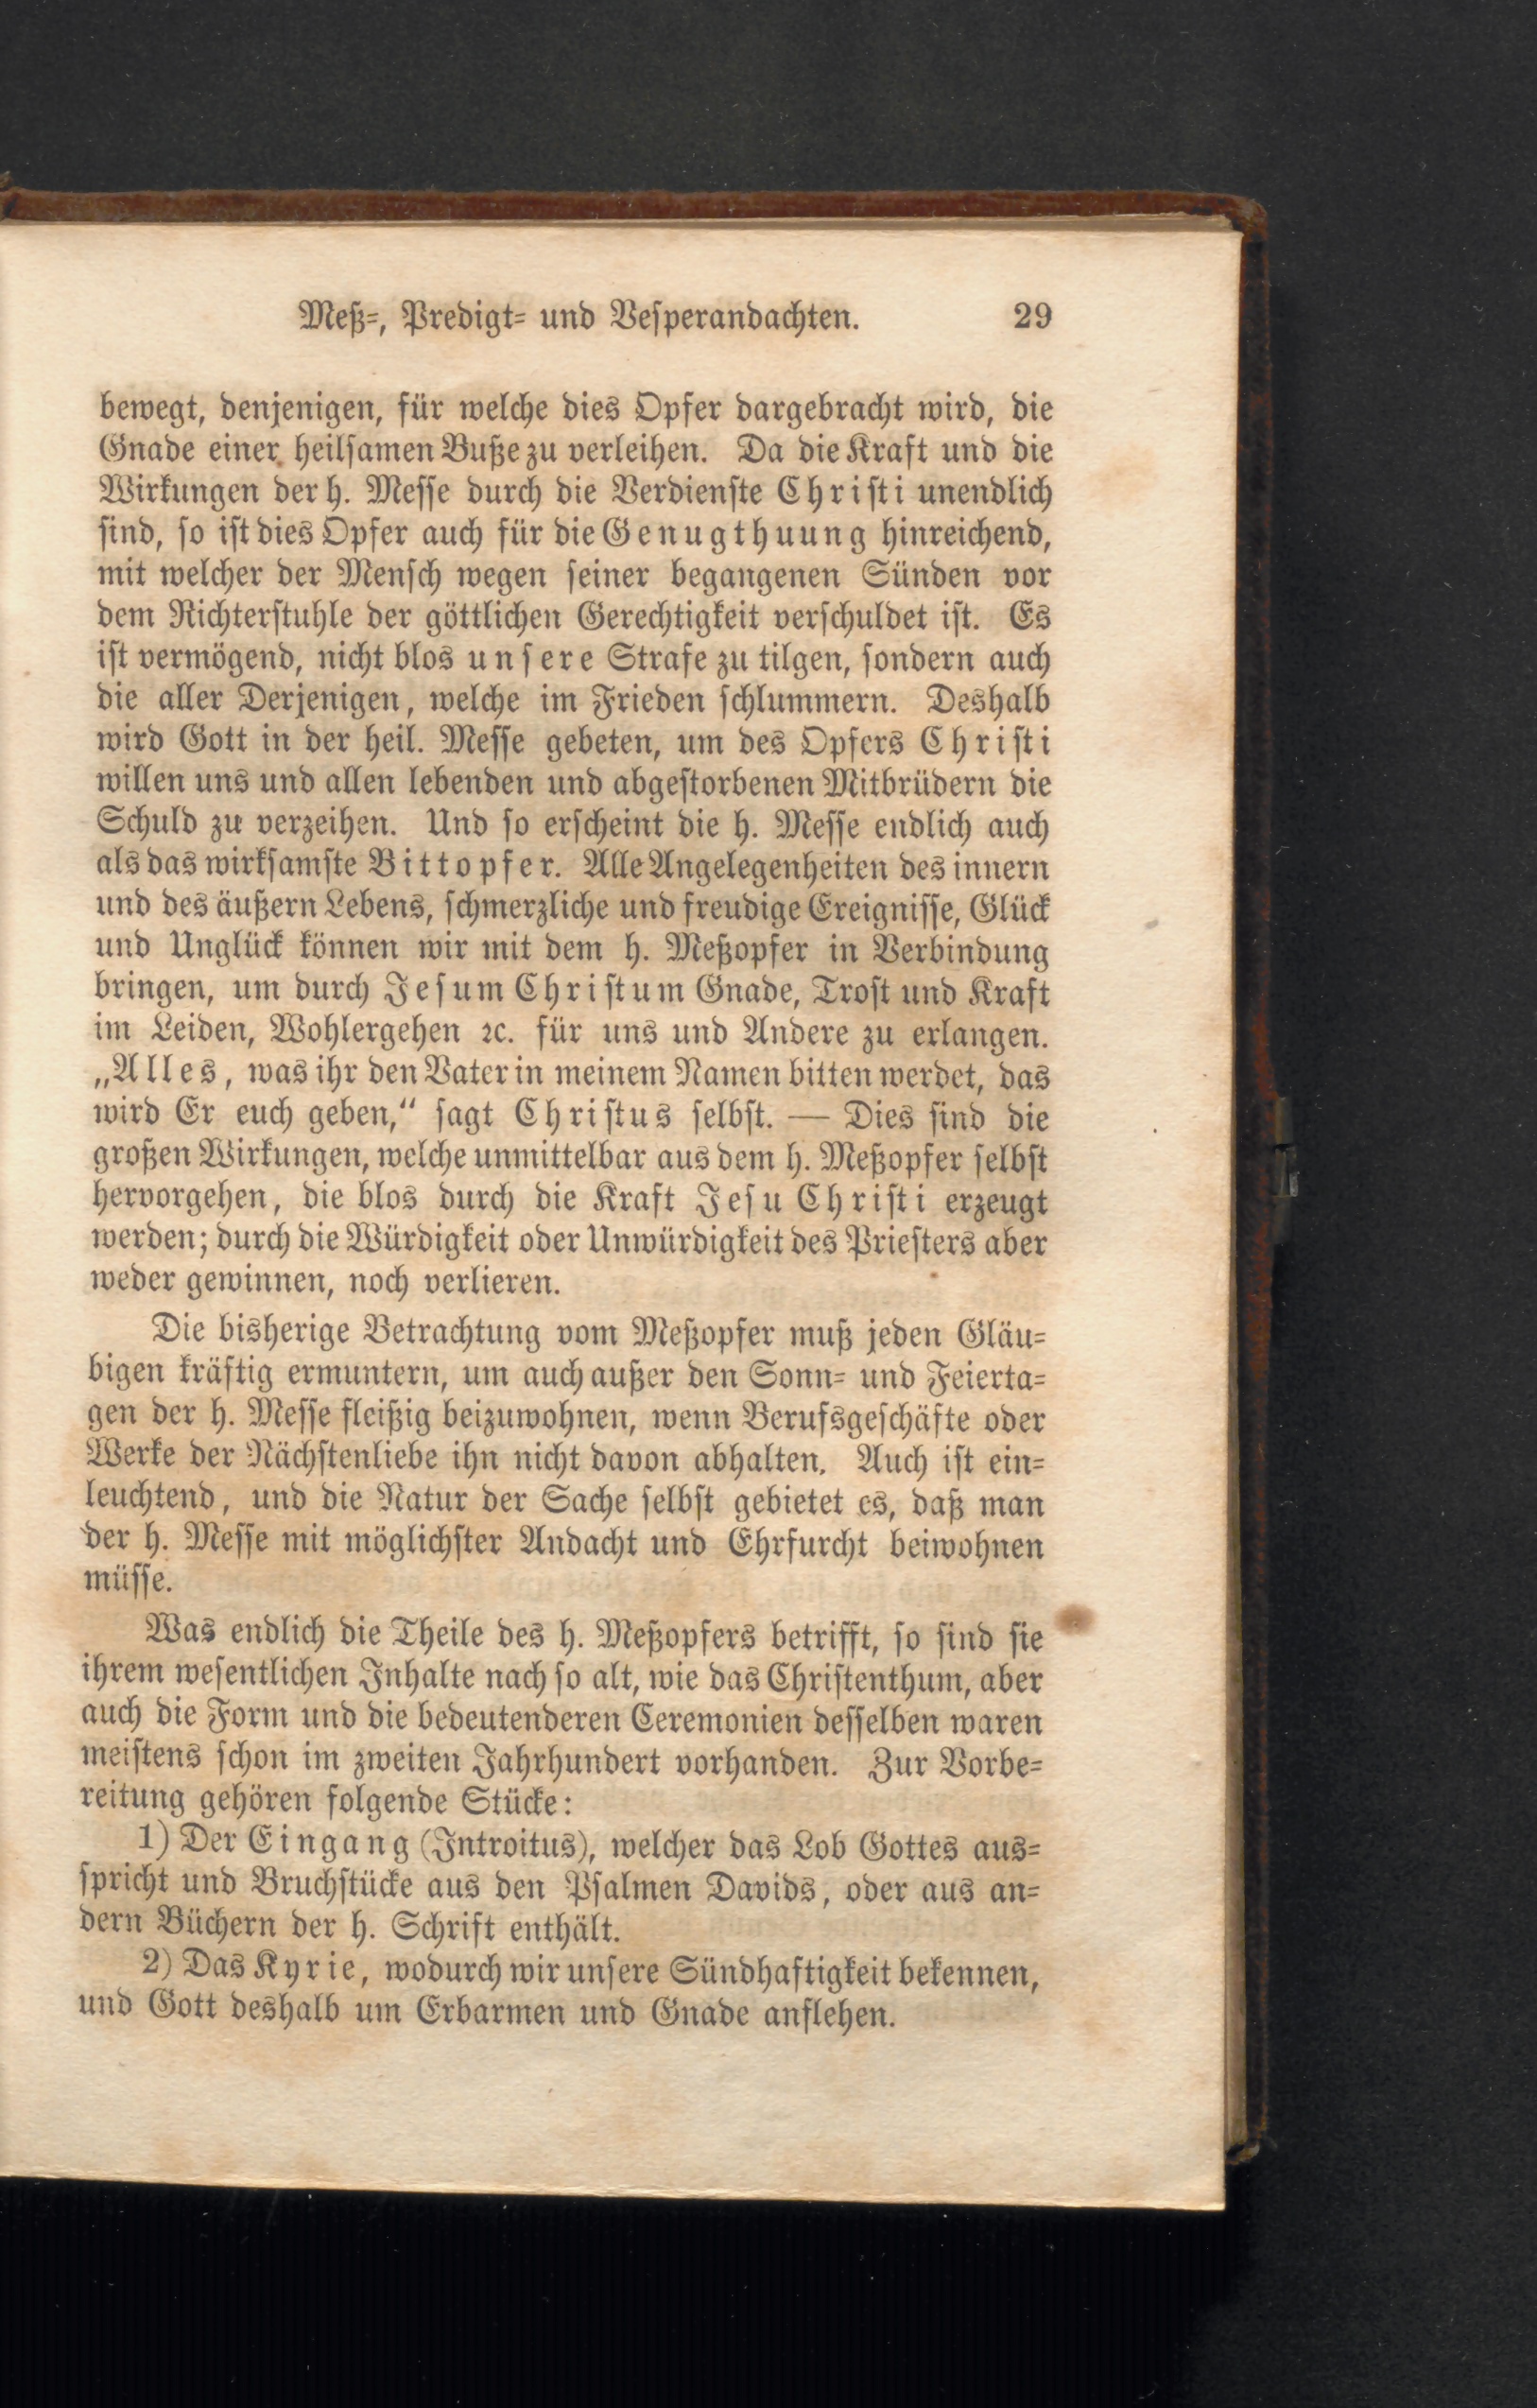 Meß-, Predigt- und Vesperandachten. 29
bewegt, denjenigen, für welche dies Opfer dargebracht wird, die
Gnade einer heilsamen Buße zu verleihen. Da die Kraft und die
Wirkungen der h. Messe durch die Verdienste Christi unendlich
sind, so ist dies Opfer auch für die Genugthuung hinreichend,
mit welcher der Mensch wegen seiner begangenen Sünden vor
dem Richterstuhle der göttlichen Gerechtigkeit verschuldet ist. Es
ist vermögend, nicht blos unsere Strafe zu tilgen, sondern auch
die aller Derjenigen, welche im Frieden schlummern. Deshalb
wird Gott in der heil. Messe gebeten, um des Opfers Christi
willen uns und allen lebenden und abgestorbenen Mitbrüdern die
Schuld zu verzeihen. Und so erscheint die h. Messe endlich auch
als das wirksamste Bittopfer. Alle Angelegenheiten des innern
und des äußern Lebens, schmerzliche und freudige Ereignisse, Glück
und Unglück können wir mit dem h. Meßopfer in Verbindung
bringen, um durch Jesum Christum Gnade, Trost und Kraft
im Leiden, Wohlergehen ꝛc. für uns und Andere zu erlangen.
„Alles, was ihr den Vater in meinem Namen bitten werdet, das
wird Er euch geben,“ sagt Christus selbst. — Dies sind die
großen Wirkungen, welche unmittelbar aus dem h. Meßopfer selbst
hervorgehen, die blos durch die Kraft Jesu Christi erzeugt
werden; durch die Würdigkeit oder Unwürdigkeit des Priesters aber
weder gewinnen, noch verlieren.
Die bisherige Betrachtung vom Meßopfer muß jeden Gläu-
bigen kräftig ermuntern, um auch außer den Sonn- und Feierta-
gen der h. Messe fleißig beizuwohnen, wenn Berufsgeschäfte oder
Werke der Nächstenliebe ihn nicht davon abhalten. Auch ist ein-
leuchtend, und die Natur der Sache selbst gebietet es, daß man
der h. Messe mit möglichster Andacht und Ehrfurcht beiwohnen
müsse.
Was endlich die Theile des h. Meßopfers betrifft, so sind sie
ihrem wesentlichen Inhalte nach so alt, wie das Christenthum, aber
auch die Form und die bedeutenderen Ceremonien desselben waren
meistens schon im zweiten Jahrhundert vorhanden. Zur Vorbe-
reitung gehören folgende Stücke:
1) Der Eingang (Introitus), welcher das Lob Gottes aus-
spricht und Bruchstücke aus den Psalmen Davids, oder aus an-
dern Büchern der h. Schrift enthält.
2) Das Kyrie, wodurch wir unsere Sündhaftigkeit bekennen,
und Gott deshalb um Erbarmen und Gnade anflehen.